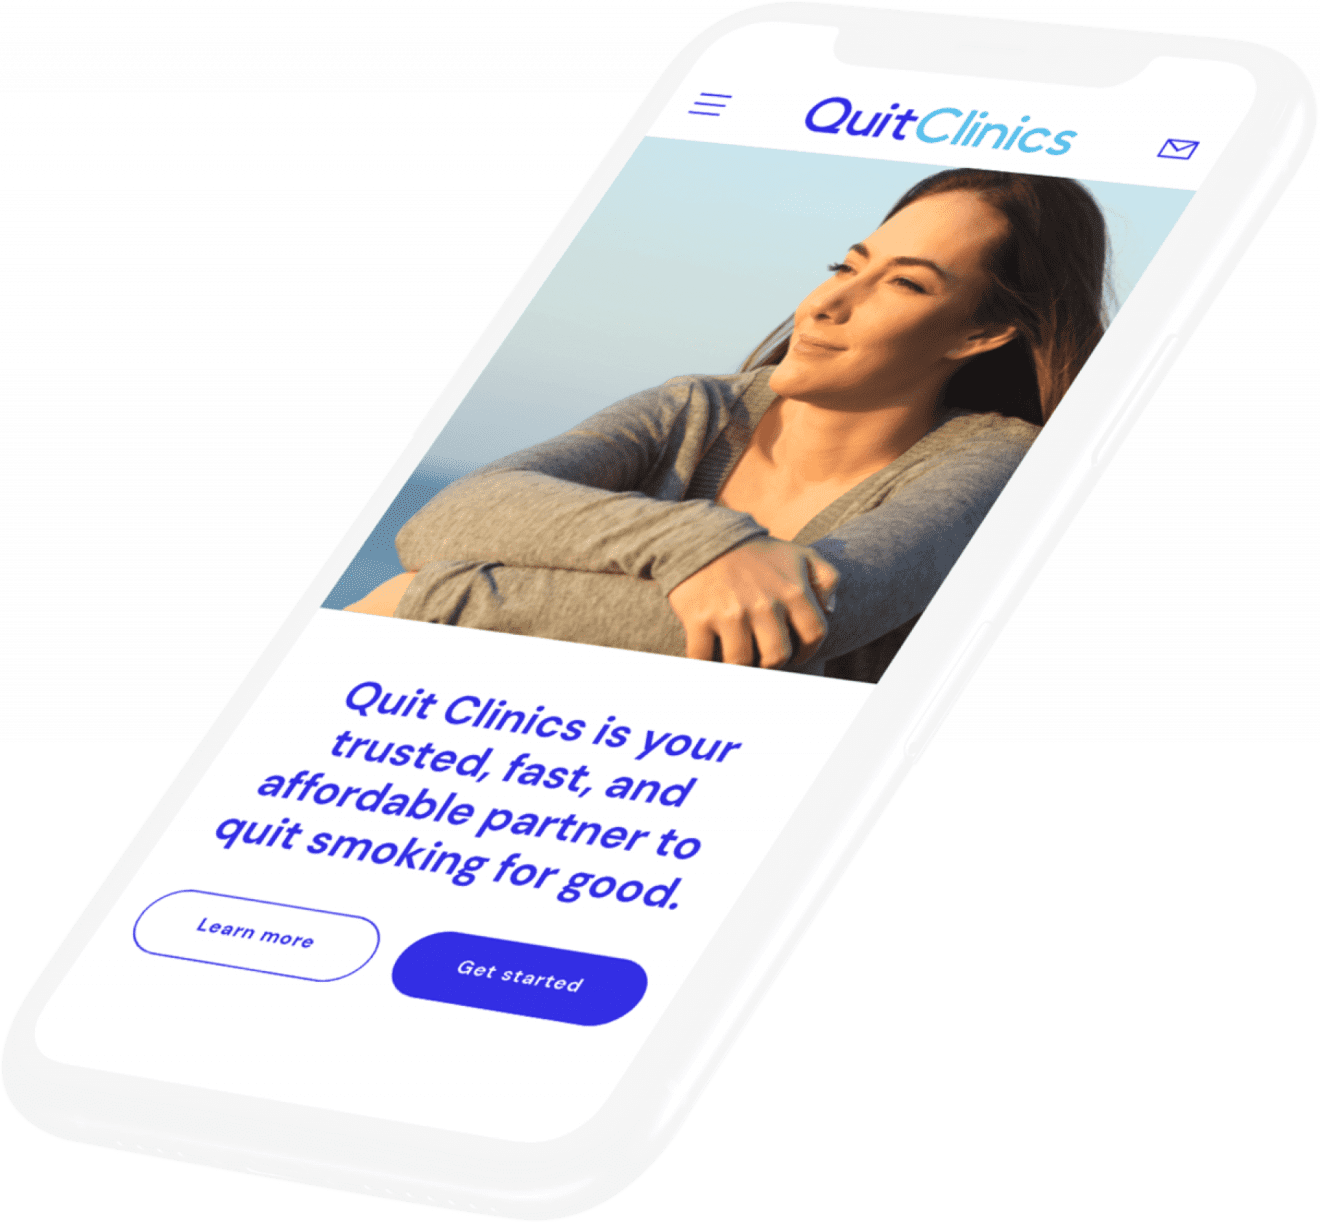 QuitClinics
Quit Clinics is your
trusted, fast, and
affordable partner to
quit smoking for good.
Learn more
Get started